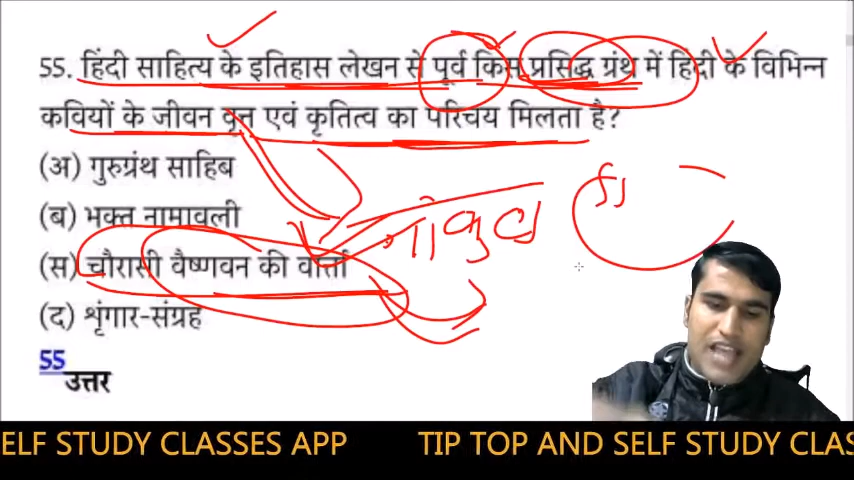 55. हिंदी साहित्य के इतिहास लेखन से पूर्व किस प्रसिद्ध ग्रंथ में हिंदी के विभिन्न
कवियों के जीवन वृत्त एवं कृतित्व का परिचय मिलता है?
(अ) गुरुग्रंथ साहिब
(ब) भक्त नामावली
(स) चौरासी वैष्णवन की वार्ता
(द) श्रृंगार-संग्रह
55
उत्तर
ELF STUDY CLASSES APP TIP TOP AND SELF STUDY CLAS